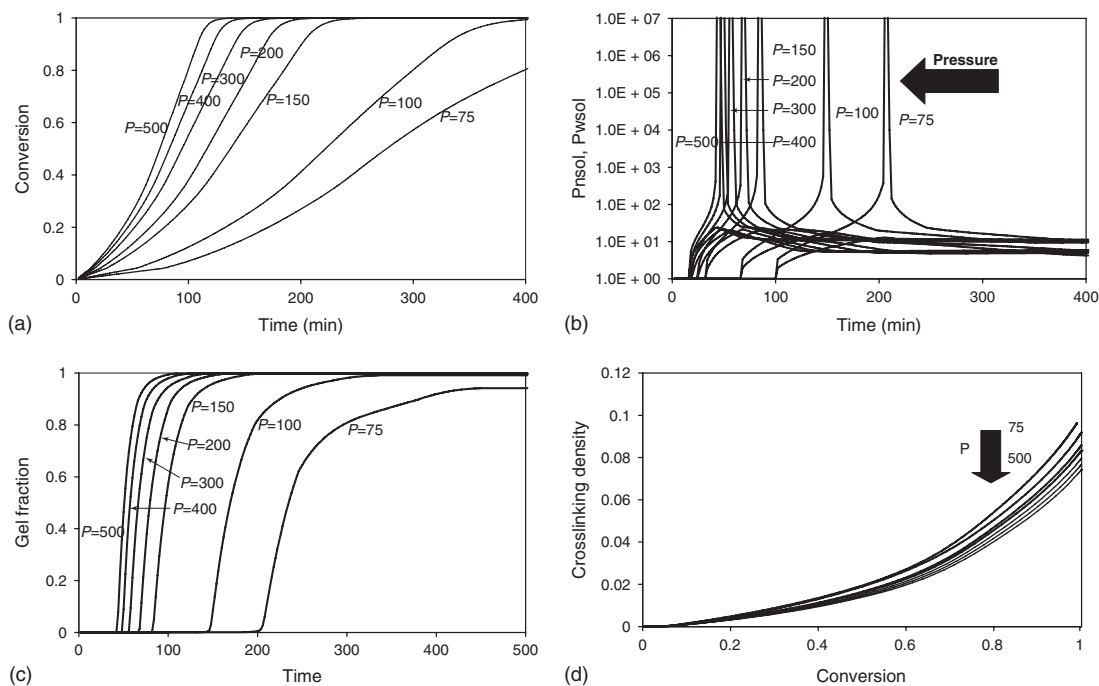 1
0.8
0.6
0.4
0.2
0
Conversion
0
100
200
300
400
Time (min)
P=500
P=400
P=300
P=200
P=150
P=100
P=75
(a)
1.0E + 07
1.0E + 06
1.0E + 05
1.0E + 04
1.0E + 03
1.0E + 02
1.0E + 01
1.0E + 00
Pnsol, Pwsol
0
100
200
300
400
Time (min)
P=150
P=200
P=300
P=500
P=400
P=100
P=75
Pressure
(b)
1
0.8
0.6
0.4
0.2
0
Gel fraction
0
100
200
300
400
500
Time
P=150
P=200
P=300
P=400
P=500
P=100
P=75
(c)
0.12
0.1
0.08
0.06
0.04
0.02
0
Crosslinking density
0
0.2
0.4
0.6
0.8
1
Conversion
P
75
500
(d)